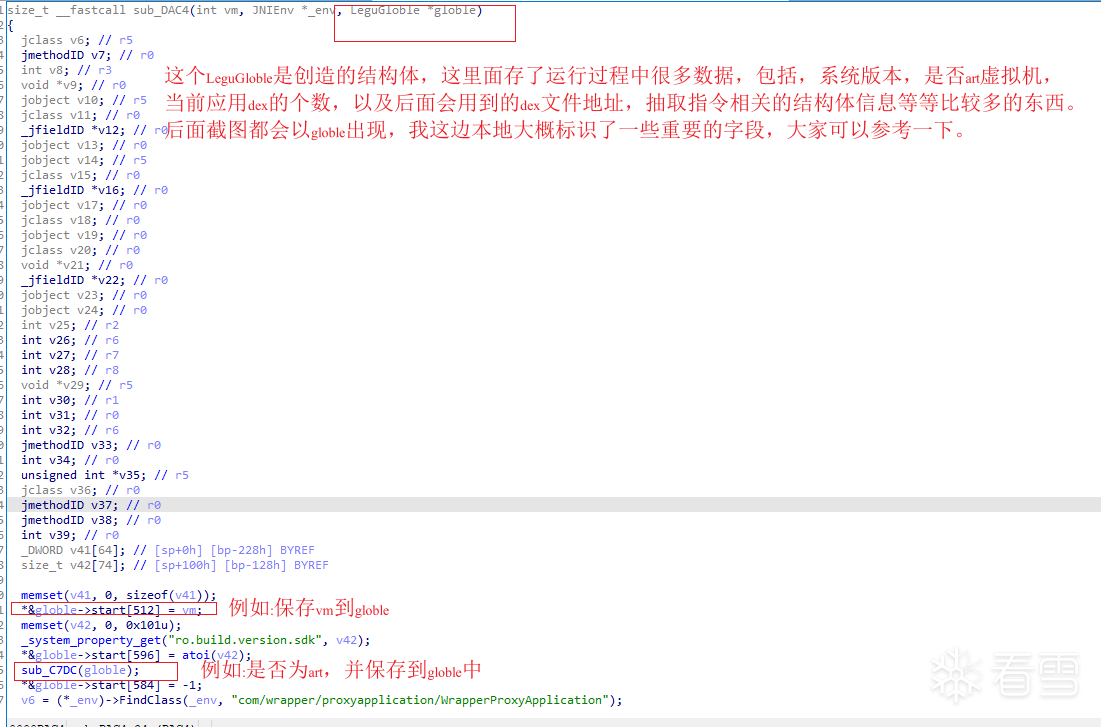 size_t __fastcall sub_DAC4(int vm, JNIEnv *_env, LeguGloble *globle)
{
jclass v6; // r5
jmethodID v7; // r0
int v8; // r3
void *v9; // r0
jobject v10; // r5
jclass v11; // r0
_jfieldID *v12; // r0
jobject v13; // r0
jobject v14; // r5
jclass v15; // r0
_jfieldID *v16; // r0
jobject v17; // r0
jclass v18; // r0
jobject v19; // r0
jclass v20; // r0
void *v21; // r0
_jfieldID *v22; // r0
jobject v23; // r0
jobject v24; // r0
int v25; // r2
int v26; // r6
int v27; // r7
int v28; // r8
void *v29; // r5
int v30; // r1
int v31; // r0
int v32; // r6
jmethodID v33; // r0
int v34; // r0
unsigned int *v35; // r5
jclass v36; // r0
jmethodID v37; // r0
jmethodID v38; // r0
int v39; // r0
_DWORD v41[64]; // [sp+0h] [bp-228h] BYREF
size_t v42[74]; // [sp+100h] [bp-128h] BYREF
这个LeguGloble是创造的结构体，这里面存了运行过程中很多数据，包括，系统版本，是否art虚拟机，
当前应用dex的个数，以及后面会用到的dex文件地址，抽取指令相关的结构体信息等等比较多的东西。
后面截图都会以globle出现，我这边本地大概标识了一些重要的字段，大家可以参考一下。
memset(v41, 0, sizeof(v41));
*&globle->start[512] = vm;
例如:保存vm到globle
memset(v42, 0, 0x101u);
_system_property_get("ro.build.version.sdk", v42);
*&globle->start[596] = atoi(v42);
sub_C7DC(globle);
例如:是否为art，并保存到globle中
*&globle->start[584] = -1;
v6 = (*_env)->FindClass(_env, "com/wrapper/proxyapplication/WrapperProxyApplication");
看雪